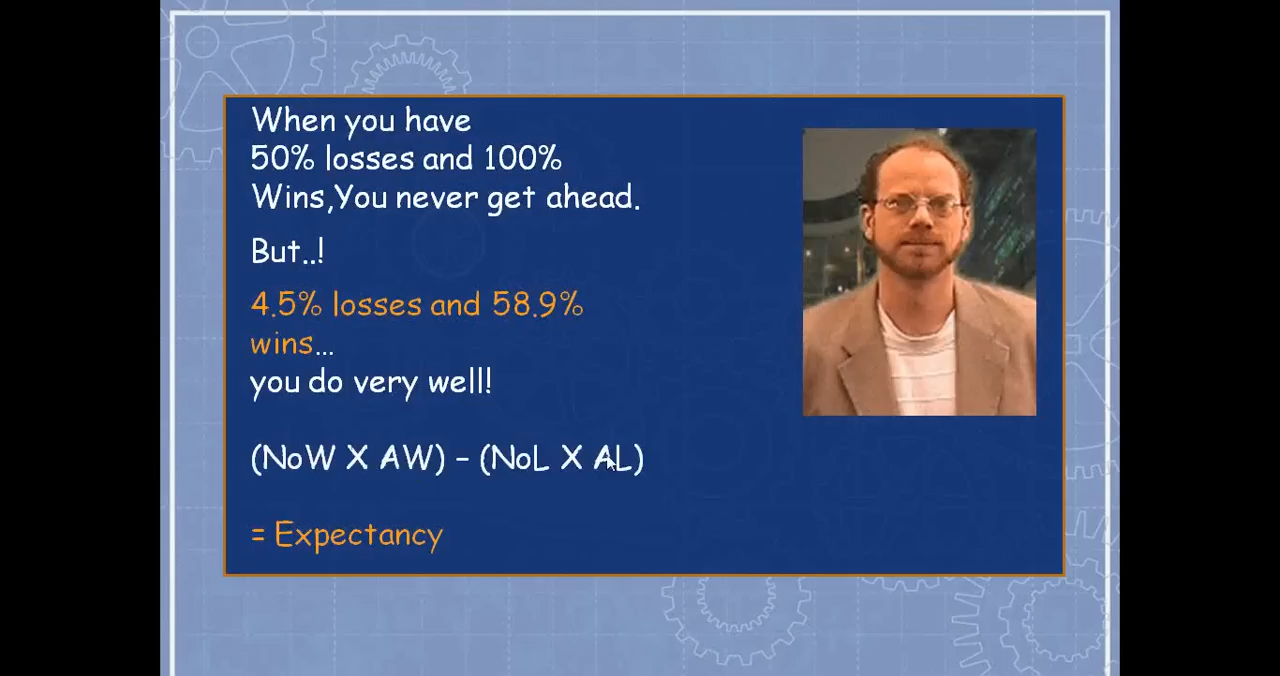 When you have
50% losses and 100%
Wins,You never get ahead.
But..!
4.5% losses and 58.9%
wins...
you do very well!
(NoW X AW) – (NoL X AL)
= Expectancy